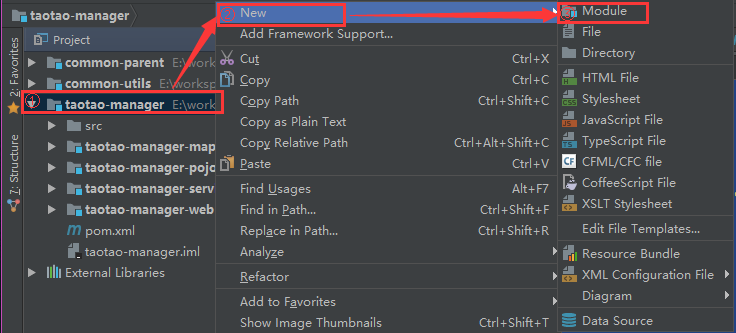 taotao-manager
Project
2: Favorites
7: Structure
common-parent E:\work
common-utils E:\worksp
taotao-manager E:\work
src
taotao-manager-map
taotao-manager-pojo
taotao-manager-serv
taotao-manager-web
pom.xml
taotao-manager.iml
External Libraries
New
Add Framework Support...
Cut Ctrl+X
Copy Ctrl+C
Copy Path Ctrl+Shift+C
Copy as Plain Text
Copy Relative Path Ctrl+Alt+Shift+C
Paste Ctrl+V
Find Usages Alt+F7
Find in Path... Ctrl+Shift+F
Replace in Path... Ctrl+Shift+R
Analyze
Refactor
Add to Favorites
Show Image Thumbnails Ctrl+Shift+T
Module
File
Directory
HTML File
Stylesheet
JavaScript File
TypeScript File
CFML/CFC file
CoffeeScript File
XSLT Stylesheet
Edit File Templates...
Resource Bundle
XML Configuration File
Diagram
Data Source